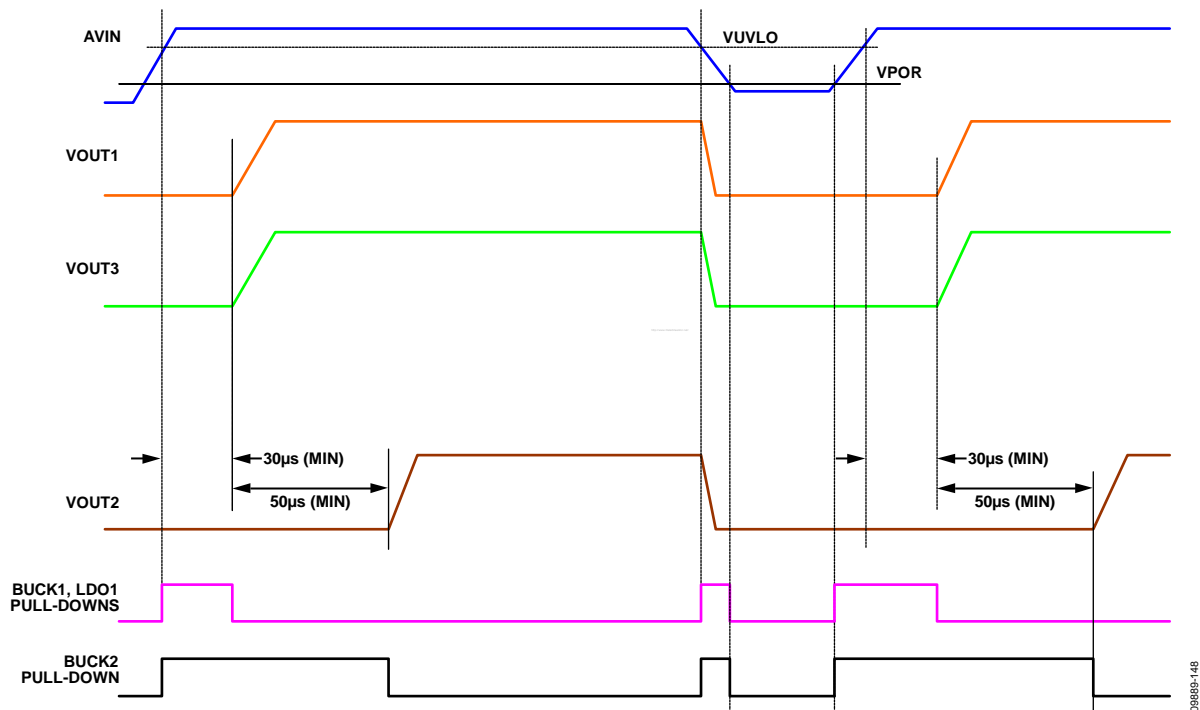 AVIN
VUVLO
VPOR
VOUT1
VOUT3
30µs (MIN)
30µs (MIN)
50µs (MIN)
50µs (MIN)
VOUT2
BUCK1, LDO1
PULL-DOWNS
BUCK2
PULL-DOWN
09889-148